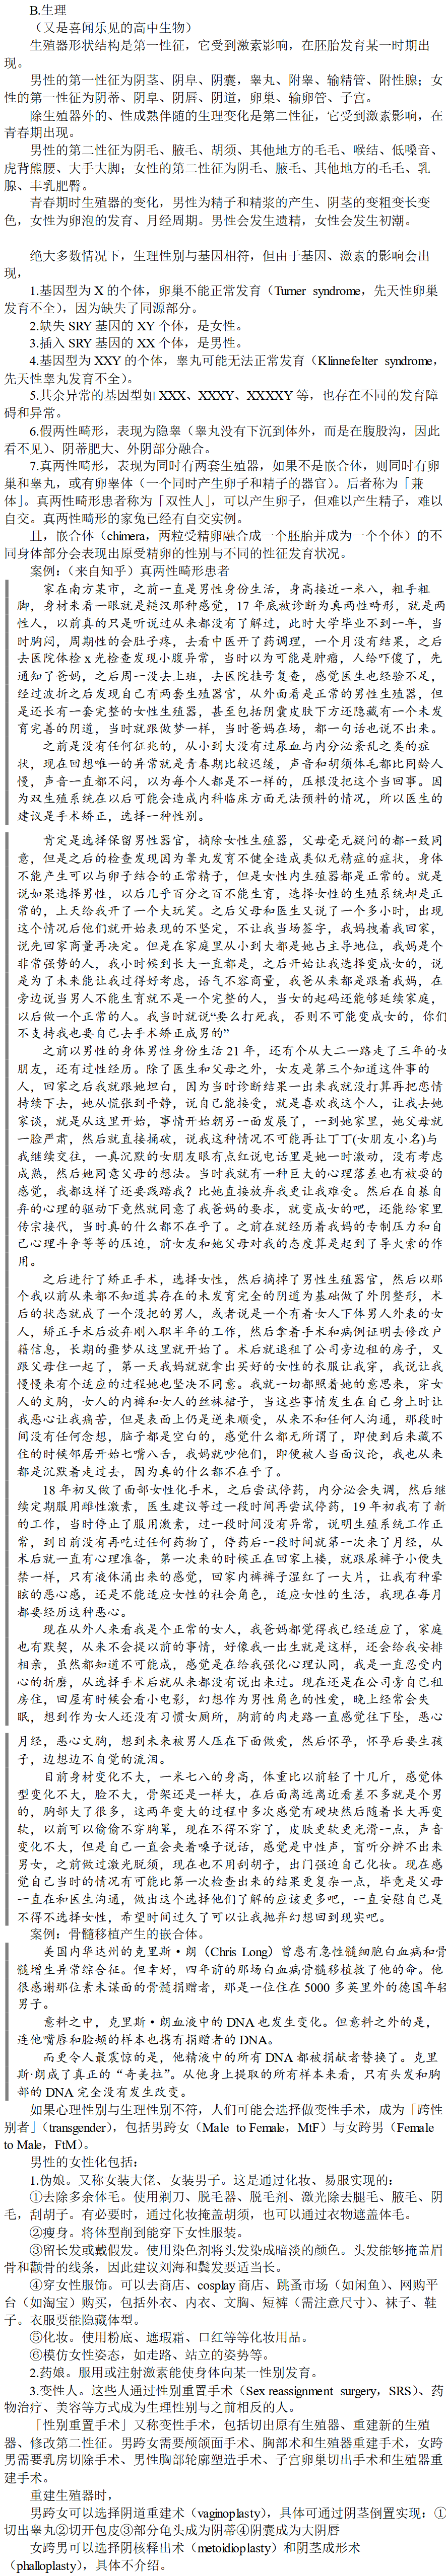 B.生理
（又是喜闻乐见的高中生物）
生殖器形状结构是第一性征，它受到激素影响，在胚胎发育某一时期出
现。
男性的第一性征为阴茎、阴阜、阴囊，睾丸、附睾、输精管、附性腺；女
性的第一性征为阴蒂、阴阜、阴唇、阴道，卵巢、输卵管、子宫。
除生殖器外的、性成熟伴随的生理变化是第二性征，它受到激素影响，在
青春期出现。
男性的第二性征为阴毛、腋毛、胡须、其他地方的毛毛、喉结、低嗓音、
虎背熊腰、大手大脚；女性的第二性征为阴毛、腋毛、其他地方的毛毛、乳
腺、丰乳肥臀。
青春期时生殖器的变化，男性为精子和精浆的产生、阴茎的变粗变长变
色，女性为卵泡的发育、月经周期。男性会发生遗精，女性会发生初潮。
绝大多数情况下，生理性别与基因相符，但由于基因、激素的影响会出
现，
1.基因型为 X 的个体，卵巢不能正常发育（Turner syndrome，先天性卵巢
发育不全），因为缺失了同源部分。
2.缺失 SRY 基因的 XY 个体，是女性。
3.插入 SRY 基因的 XX 个体，是男性。
4.基因型为 XXY 的个体，睾丸可能无法正常发育（Klinnefelter syndrome，
先天性睾丸发育不全）。
5.其余异常的基因型如 XXX、XXXY、XXXXY 等，也存在不同的发育障
碍和异常。
6.假两性畸形，表现为隐睾（睾丸没有下沉到体外，而是在腹股沟，因此
看不见）、阴蒂肥大、外阴部分融合。
7.真两性畸形，表现为同时有两套生殖器，如果不是嵌合体，则同时有卵
巢和睾丸，或有卵睾体（一个同时产生卵子和精子的器官）。后者称为「兼
体」。真两性畸形患者称为「双性人」，可以产生卵子，但难以产生精子，难以
自交。真两性畸形的家兔已经有自交实例。
且，嵌合体（chimera，两粒受精卵融合成一个胚胎并成为一个个体）的不
同身体部分会表现出原受精卵的性别与不同的性征发育状况。
案例：（来自知乎）真两性畸形患者
家在南方某市，之前一直是男性身份生活，身高接近一米八，粗手粗
脚，身材来看一眼就是糙汉那种感觉，17 年底被诊断为真两性畸形，就是两
性人，以前真的只是听说过从来都没有了解过，此时大学毕业不到一年，当
时胸闷，周期性的会肚子疼，去看中医开了药调理，一个月没有结果，之后
去医院体检 x 光检查发现小腹异常，当时以为可能是肿瘤，人给吓傻了，先
通知了爸妈，之后周一没去上班，去医院挂号复查，感觉医生也经验不足，
经过波折之后发现自己有两套生殖器官，从外面看是正常的男性生殖器，但
是还长有一套完整的女性生殖器，甚至包括阴囊皮肤下方还隐藏有一个未发
育完善的阴道，当时就跟做梦一样，当时爸妈在场，都一句话也说不出来。
之前是没有任何征兆的，从小到大没有过尿血与内分泌紊乱之类的症
状，现在回想唯一的异常就是青春期比较迟缓，声音和胡须体毛都比同龄人
慢，声音一直都不闷，以为每个人都是不一样的，压根没把这个当回事。因
为双生殖系统在以后可能会造成内科临床方面无法预料的情况，所以医生的
建议是手术矫正，选择一种性别。
肯定是选择保留男性器官，摘除女性生殖器，父母毫无疑问的都一致同
意，但是之后的检查发现因为睾丸发育不健全造成类似无精症的症状，身体
不能产生可以与卵子结合的正常精子，但是女性内生殖器都是正常的。就是
说如果选择男性，以后几乎百分之百不能生育，选择女性的生殖系统却是正
常的，上天给我开了一个大玩笑。之后父母和医生又说了一个多小时，出现
这个情况后他们就开始表现的不坚定，不让我当场签字，我妈拽着我回家，
说先回家商量再决定。但是在家庭里从小到大都是她占主导地位，我妈是个
非常强势的人，我小时候到长大一直都是，之后开始让我选择变成女的，说
是为了未来能让我过得好考虑，语气不容商量，我爸从来都是跟着我妈，在
旁边说当男人不能生育就不是一个完整的人，当女的起码还能够延续家庭，
以后做一个正常的人。我当时就说“要么打死我，否则不可能变成女的，你们
不支持我也要自己去手术矫正成男的”
之前以男性的身体男性身份生活 21 年，还有个从大二一路走了三年的女
朋友，还有过性经历。除了医生和父母之外，女友是第三个知道这件事的
人，回家之后我就跟她坦白，因为当时诊断结果一出来我就没打算再把恋情
持续下去，她从慌张到平静，说自己能接受，就是喜欢我这个人，让我去她
家谈，就是从这里开始，事情开始朝另一面发展了，一到她家里，她父母就
一脸严肃，然后就直接捅破，说我这种情况不可能再让丁丁(女朋友小名)与
我继续交往，一真沉默的女朋友眼有点红说电话里是她一时激动，没有考虑
成熟，然后她同意父母的想法。当时我就有一种巨大的心理落差也有被耍的
感觉，我都这样了还要践踏我？比她直接放弃我更让我难受。然后在自暴自
弃的心理的驱动下竟然就同意了我爸妈的要求，就变成女的吧，还能给家里
传宗接代，当时真的什么都不在乎了。之前在就经历着我妈的专制压力和自
己心理斗争等等的压迫，前女友和她父母对我的态度算是起到了导火索的作
用。
之后进行了矫正手术，选择女性，然后摘掉了男性生殖器官，然后以那
个我以前从来都不知道其存在的未发育完全的阴道为基础做了外阴整形，术
后的状态就成了一个没把的男人，或者说是一个有着女人下体男人外表的女
人，矫正手术后放弃刚入职半年的工作，然后拿着手术和病例证明去修改户
籍信息，长期的噩梦从这里就开始了。术后就退租了公司旁边租的房子，又
跟父母住一起了，第一天我妈就就拿出买好的女性的衣服让我穿，我说让我
慢慢来有个适应的过程她也坚决不同意。我就一切都照着她的意思来，穿女
人的文胸，女人的内裤和女人的丝袜裙子，当这些事情发生在自己身上时让
我恶心让我痛苦，但是表面上仍是逆来顺受，从来不和任何人沟通，那段时
间没有任何念想，脑子都是空白的，感觉什么都无所谓了，即使到后来藏不
住的时候邻居开始七嘴八舌，我妈就吵他们，即便被人当面议论，我也从来
都是沉默着走过去，因为真的什么都不在乎了。
18 年初又做了面部女性化手术，之后尝试停药，内分泌会失调，然后继
续定期服用雌性激素，医生建议等过一段时间再尝试停药，19 年初我有了新
的工作，当时停止了服用激素，过一段时间没有异常，说明生殖系统工作正
常，到目前没有再吃过任何药物了，停药后一段时间就第一次来了月经，从
术后就一直有心理准备，第一次来的时候正在回家上楼，就跟尿裤子小便失
禁一样，只有液体涌出来的感觉，回家内裤裤子湿红了一大片，让我有种晕
眩的恶心感，还是不能适应女性的社会角色，适应女性的生活，我现在每月
都要经历这种恶心。
现在从外人来看我是个正常的女人，我爸妈都觉得我已经适应了，家庭
也有默契，从来不会提以前的事情，好像我一出生就是这样，还会给我安排
相亲，虽然都知道不可能成，感觉是在给我强化心理认同，我是一直忍受内
心的折磨，从选择手术后就从来都没有说出来过。现在还是在公司旁自己租
房住，回屋有时候会看小电影，幻想作为男性角色的性爱，晚上经常会失
眠，想到作为女人还没有习惯女厕所，胸前的肉走路一直感觉往下坠，恶心
月经，恶心文胸，想到未来被男人压在下面做爱，然后怀孕，怀孕后要生孩
子，边想边不自觉的流泪。
目前身材变化不大，一米七八的身高，体重比以前轻了十几斤，感觉体
型变化不大，脸不大，骨架还是一样大，在后面离远离近看差不多就是个男
的，胸部大了很多，这两年变大的过程中多次感觉有硬块然后随着长大再变
软，以前可以偷偷不穿胸罩，现在不得不穿了，皮肤更软更光滑一点，声音
变化不大，但是自己一直会夹着嗓子说话，感觉是中性声，盲听分辨不出来
男女，之前做过激光脱须，现在也不用刮胡子，出门强迫自己化妆。现在感
觉自己当时的情况有可能比第一次检查出来的结果更复杂一点，毕竟是父母
一直在和医生沟通，做出这个选择他们了解的应该更多吧，一直安慰自己是
不得不选择女性，希望时间过久了可以让我抛弃幻想回到现实吧。
案例：骨髓移植产生的嵌合体。
美国内华达州的克里斯·朗（Chris Long）曾患有急性髓细胞白血病和骨
髓增生异常综合征。但幸好，四年前的那场白血病骨髓移植救了他的命。他
很感谢那位素未谋面的骨髓捐赠者，那是一位住在 5000 多英里外的德国年轻
男子。
意料之中，克里斯·朗血液中的 DNA 也发生变化。但意料之外的是，
连他嘴唇和脸颊的样本也携有捐赠者的 DNA。
而更令人最震惊的是，他精液中的所有 DNA 都被捐献者替换了。克里
斯·朗成了真正的“奇美拉”。从他身上提取的所有样本来看，只有头发和胸
部的 DNA 完全没有发生改变。
如果心理性别与生理性别不符，人们可能会选择做变性手术，成为「跨性
别者」（transgender），包括男跨女（Male to Female，MtF）与女跨男（Female
to Male，FtM）。
男性的女性化包括：
1.伪娘。又称女装大佬、女装男子。这是通过化妆、易服实现的：
①去除多余体毛。使用剃刀、脱毛器、脱毛剂、激光除去腿毛、腋毛、阴
毛，刮胡子。有必要时，通过化妆掩盖胡须，也可以通过衣物遮盖体毛。
②瘦身。将体型削到能穿下女性服装。
③留长发或戴假发。使用染色剂将头发染成暗淡的颜色。头发能够掩盖眉
骨和颧骨的线条，因此建议刘海和鬓发要适当长。
④穿女性服饰。可以去商店、cosplay 商店、跳蚤市场（如闲鱼）、网购平
台（如淘宝）购买，包括外衣、内衣、文胸、短裤（需注意尺寸）、袜子、鞋
子。衣服要能隐藏体型。
⑤化妆。使用粉底、遮瑕霜、口红等等化妆用品。
⑥模仿女性姿态，如走路、站立的姿势等。
2.药娘。服用或注射激素能使身体向某一性别发育。
3.变性人。这些人通过性别重置手术（Sex reassignment surgery，SRS）、药
物治疗、美容等方式成为生理性别与之前相反的人。
「性别重置手术」又称变性手术，包括切出原有生殖器、重建新的生殖
器、修改第二性征。男跨女需要颅颌面手术、胸部术和生殖器重建手术，女跨
男需要乳房切除手术、男性胸部轮廓塑造手术、子宫卵巢切出手术和生殖器重
建手术。
重建生殖器时，
男跨女可以选择阴道重建术（vaginoplasty），具体可通过阴茎倒置实现：①
切出睾丸②切开包皮③部分龟头成为阴蒂④阴囊成为大阴唇
女跨男可以选择阴核释出术（metoidioplasty）和阴茎成形术
（phalloplasty），具体不介绍。